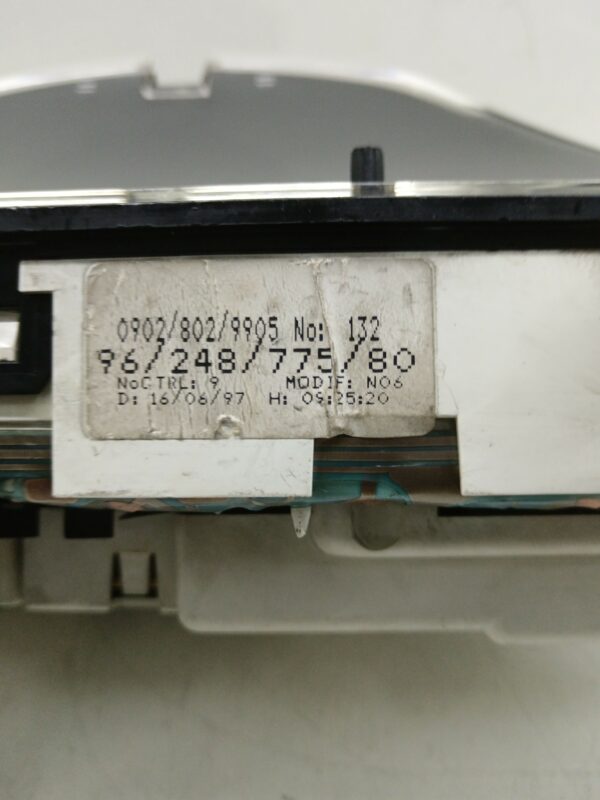 0902/802/9905 No: 132
96/248/775/80
NoCTRL: 9 MODIF: N06
D: 16/06/97 H: 09:25:20